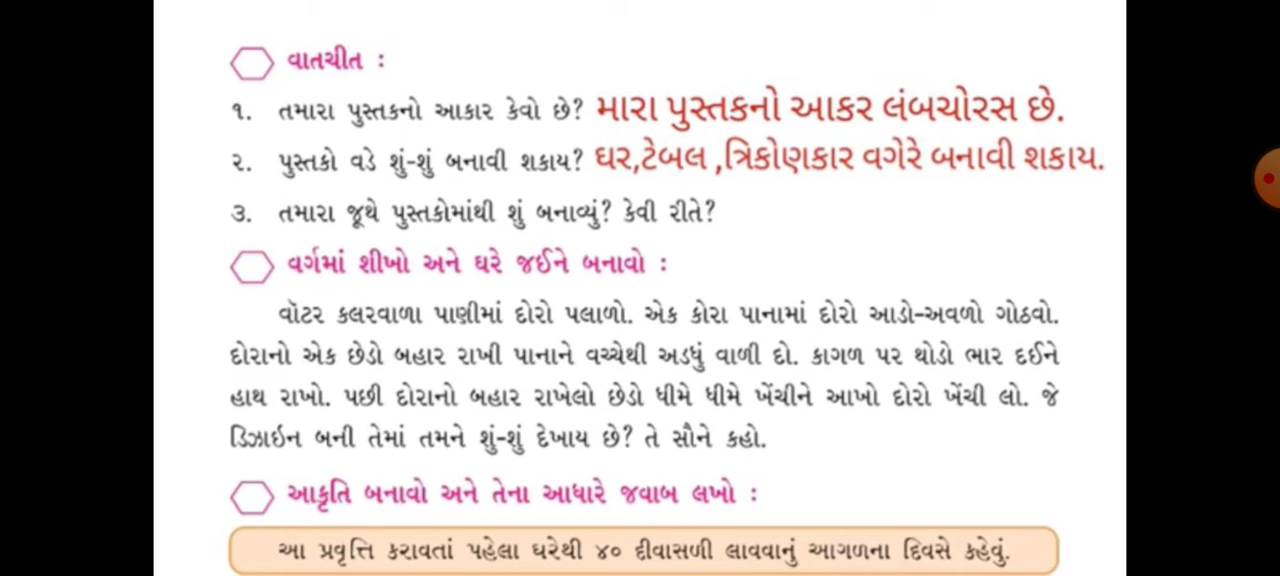 વાતચીત :
૧. તમારા પુસ્તકનો આકાર કેવો છે? મારા પુસ્તકનો આકર લંબચોરસ છે.
૨. પુસ્તકો વડે શું-શું બનાવી શકાય? ઘર,ટેબલ ,ત્રિકોણકાર વગેરે બનાવી શકાય.
૩. તમારા જૂથે પુસ્તકોમાંથી શું બનાવ્યું? કેવી રીતે?
વર્ગમાં શીખો અને ઘરે જઈને બનાવો :
વૉટર કલરવાળા પાણીમાં દોરો પલાળો. એક કોરા પાનામાં દોરો આડો-અવળો ગોઠવો.
દોરાનો એક છેડો બહાર રાખી પાનાને વચ્ચેથી અડધું વાળી દો. કાગળ પર થોડો ભાર દઈને
હાથ રાખો. પછી દોરાનો બહાર રાખેલો છેડો ધીમે ધીમે ખેંચીને આખો દોરો ખેંચી લો. જે
ડિઝાઇન બની તેમાં તમને શું-શું દેખાય છે? તે સૌને કહો.
આકૃતિ બનાવો અને તેના આધારે જવાબ લખો :
આ પ્રવૃત્તિ કરાવતાં પહેલા ઘરેથી ૪૦ દીવાસળી લાવવાનું આગળના દિવસે કહેવું.